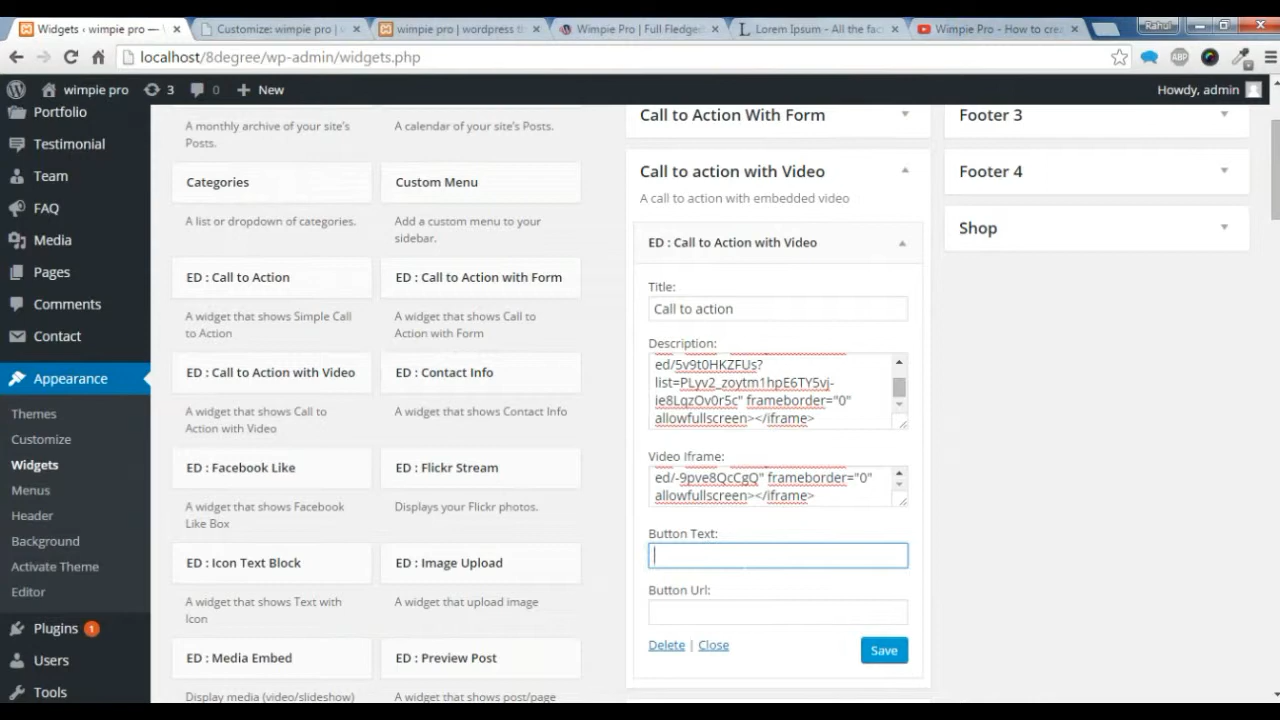 Widgets ‹ wimpie pro —
Customize: wimpie pro |
wimpie pro | wordpress th
Wimpie Pro | Full Fledged
Lorem Ipsum - All the fac
Wimpie Pro - How to cre
Rahul
localhost/8degree/wp-admin/widgets.php
ABP
wimpie pro
3
0
New
Howdy, admin
Portfolio
Testimonial
Team
FAQ
Media
Pages
Comments
Contact
Appearance
Themes
Customize
Widgets
Menus
Header
Background
Activate Theme
Editor
Plugins 1
Users
Tools
A monthly archive of your site's
Posts.
A calendar of your site's Posts.
Categories
A list or dropdown of categories.
Custom Menu
Add a custom menu to your
sidebar.
ED : Call to Action
A widget that shows Simple Call
to Action
ED : Call to Action with Form
A widget that shows Call to
Action with Form
ED : Call to Action with Video
A widget that shows Call to
Action with Video
ED : Contact Info
A widget that shows Contact Info
ED : Facebook Like
A widget that shows Facebook
Like Box
ED : Flickr Stream
Displays your Flickr photos.
ED : Icon Text Block
A widget that shows Text with
Icon
ED : Image Upload
A widget that upload image
ED : Media Embed
Display media (video/slideshow)
ED : Preview Post
A widget that shows post/page
Call to Action With Form
Call to action with Video
A call to action with embedded video
ED : Call to Action with Video
Title:
Call to action
Description:
ed/5v9t0HKZFUs?
list=PLyv2_zoytm1hpE6TY5vj-
ie8LqzOv0r5c" frameborder="0"
allowfullscreen></iframe>
Video Iframe:
ed/-9pve8QcCgQ" frameborder="0"
allowfullscreen></iframe>
Button Text:
Button Url:
Delete | Close
Save
Footer 3
Footer 4
Shop